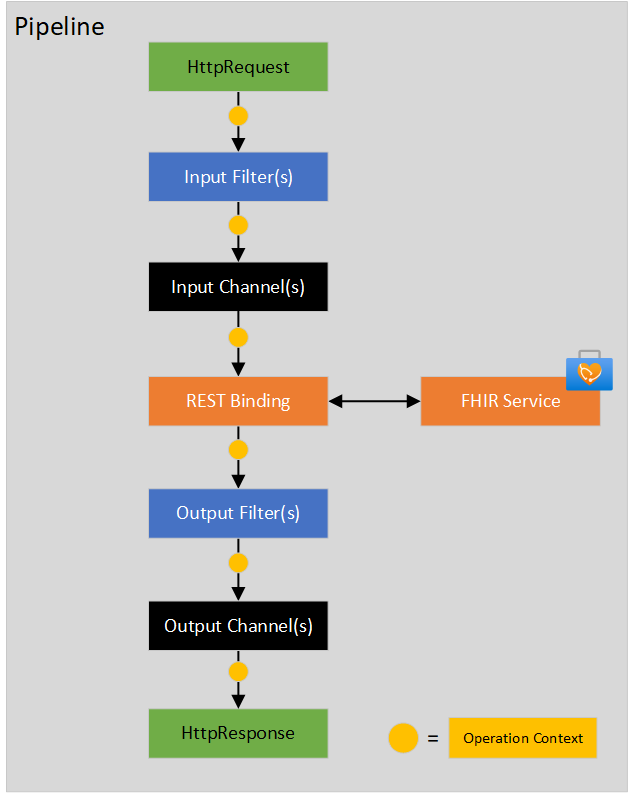 Pipeline
HttpRequest
Input Filter(s)
Input Channel(s)
REST Binding
FHIR Service
Output Filter(s)
Output Channel(s)
HttpResponse
= Operation Context